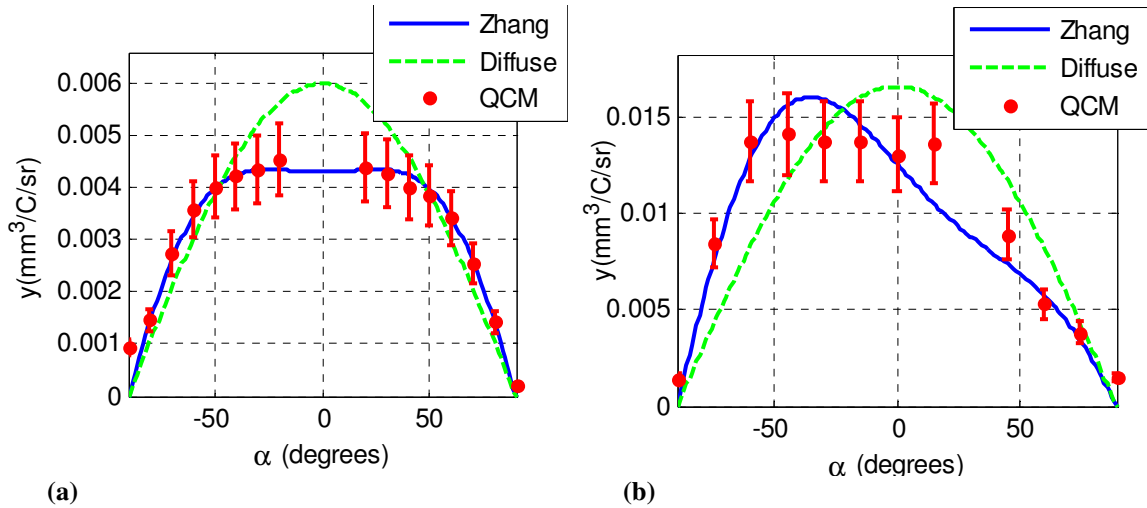 Zhang
Diffuse
QCM
0.006
0.005
0.004
0.003
0.002
0.001
0
-50
0
50
y(mm³/C/sr)
α (degrees)
(a)
Zhang
Diffuse
QCM
0.015
0.01
0.005
0
-50
0
50
y(mm³/C/sr)
α (degrees)
(b)